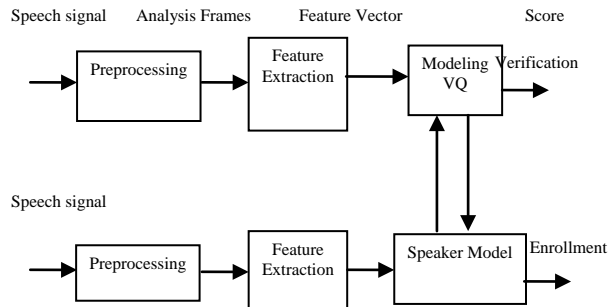 Speech signal
Analysis Frames
Feature Vector
Score
Preprocessing
Feature
Extraction
Modeling
VQ
Verification
Speech signal
Preprocessing
Feature
Extraction
Speaker Model
Enrollment